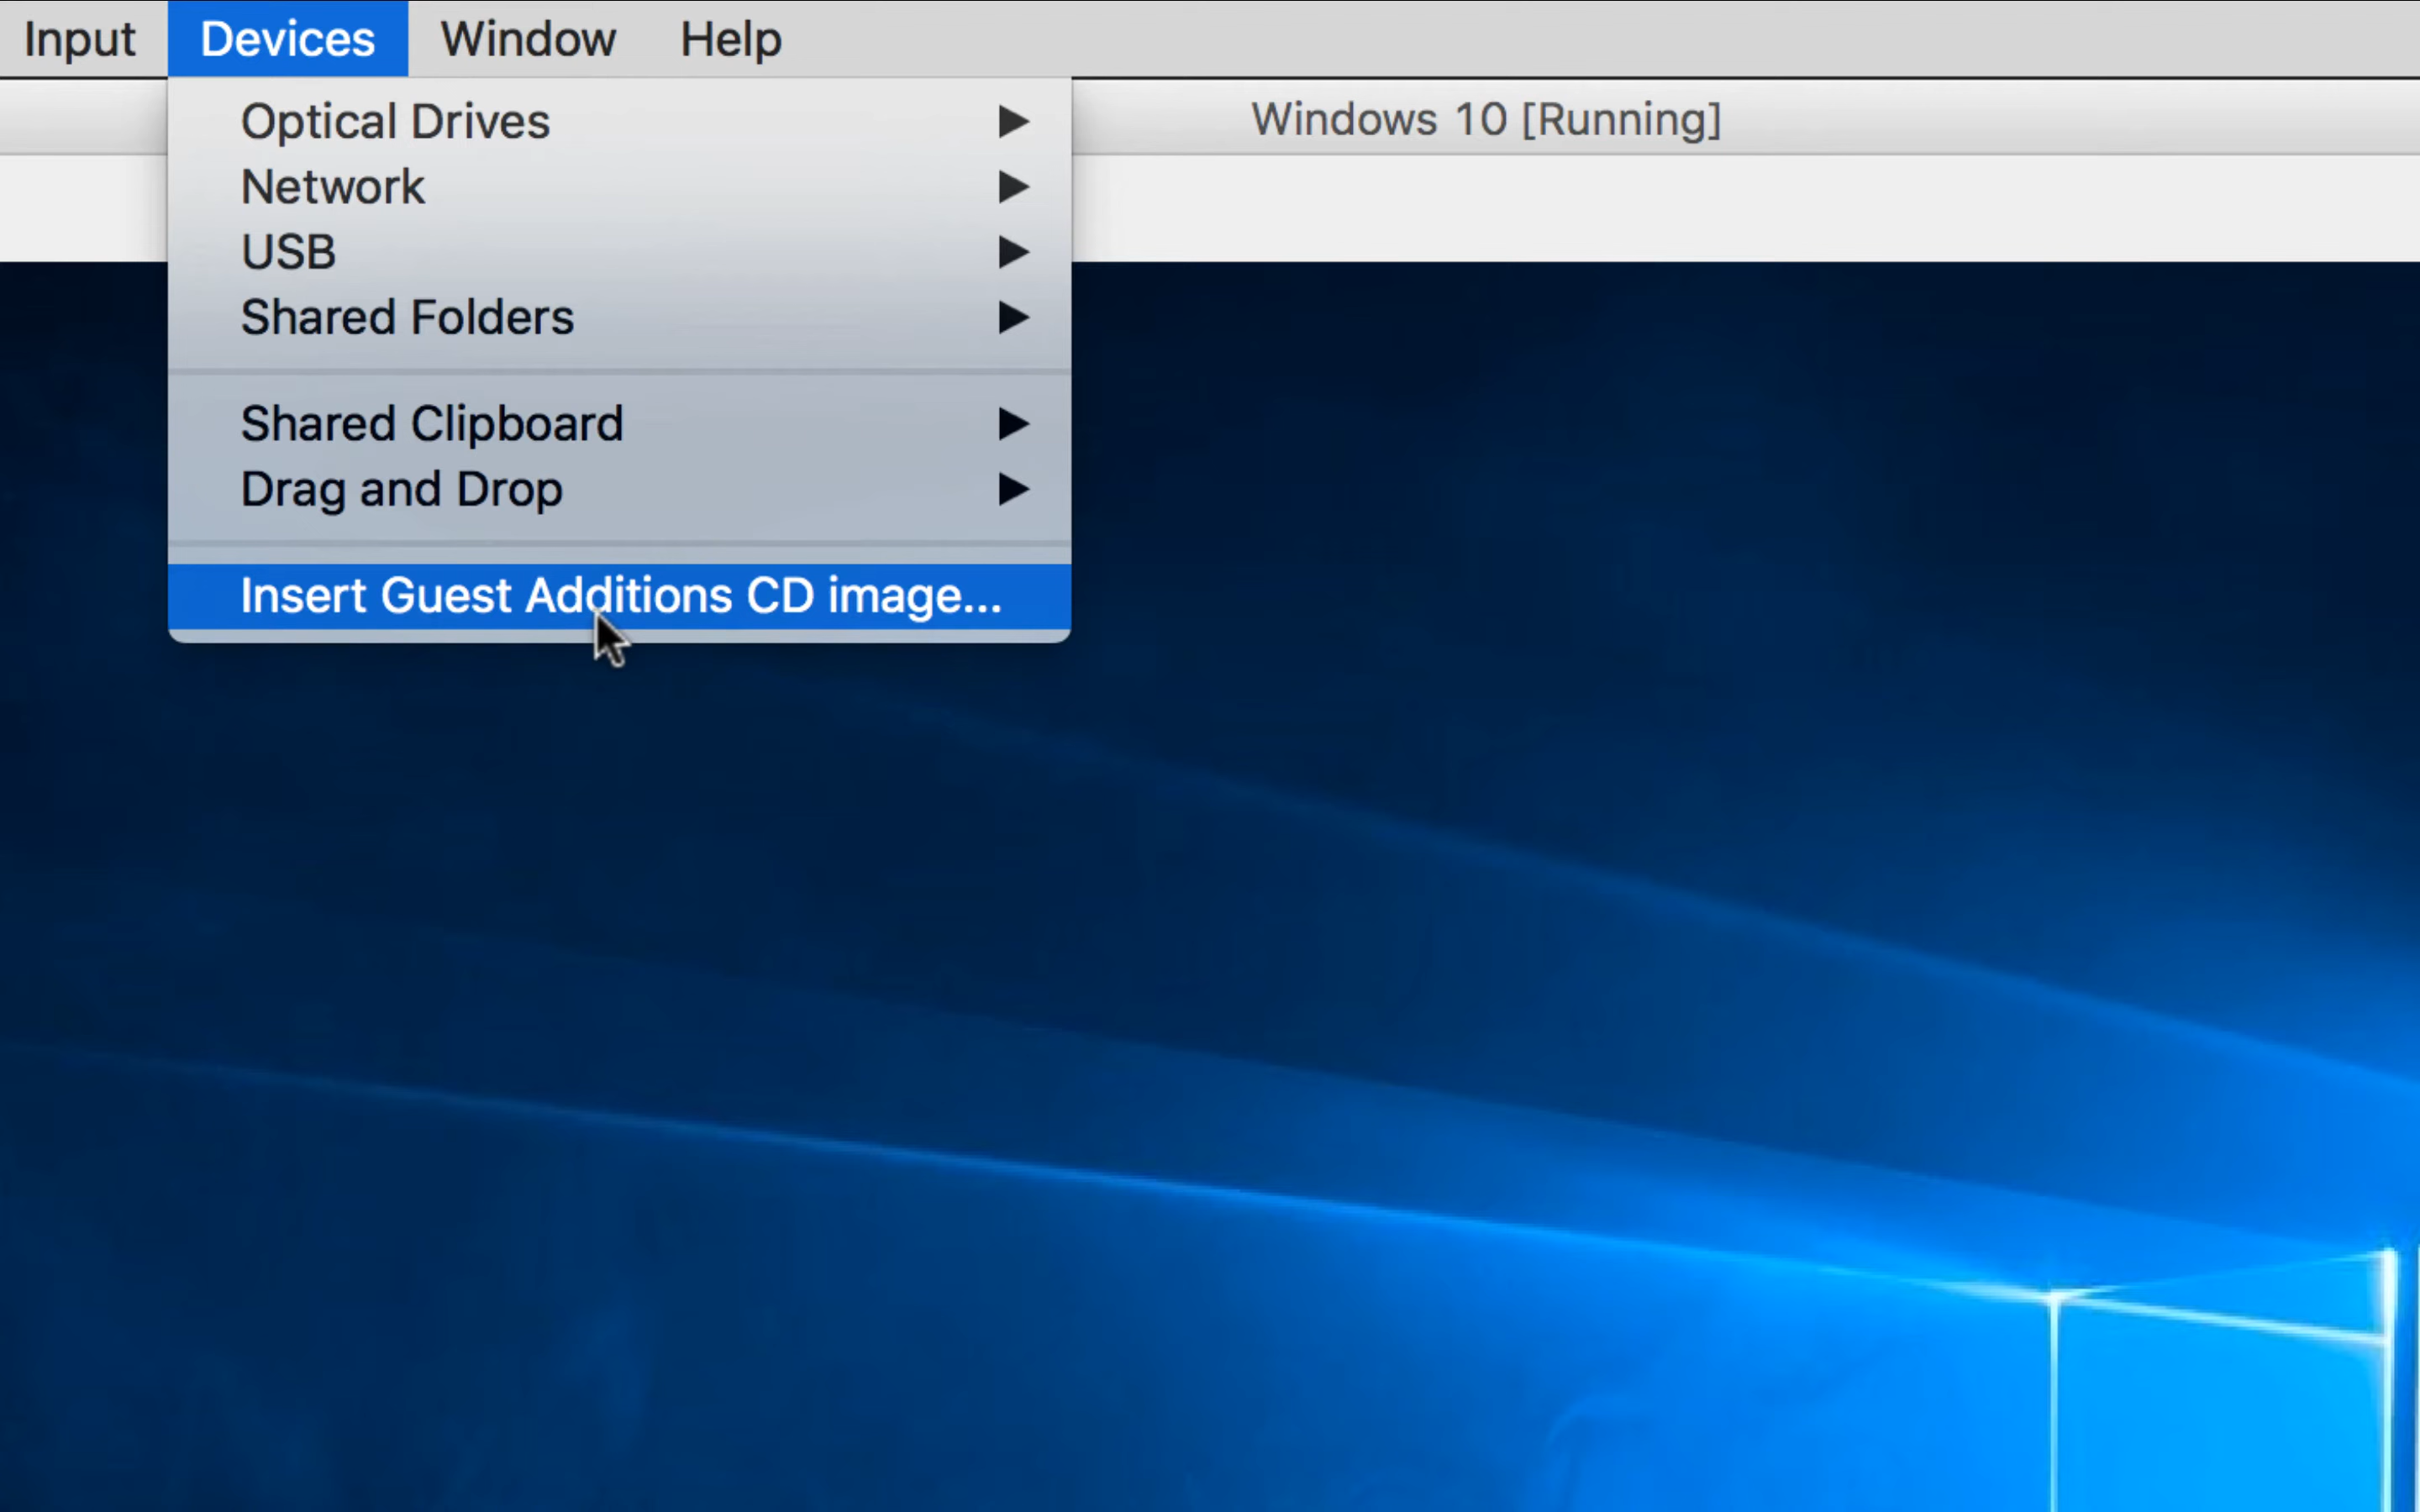 Input Devices Window Help
Windows 10 [Running]
Optical Drives
Network
USB
Shared Folders
Shared Clipboard
Drag and Drop
Insert Guest Additions CD image...